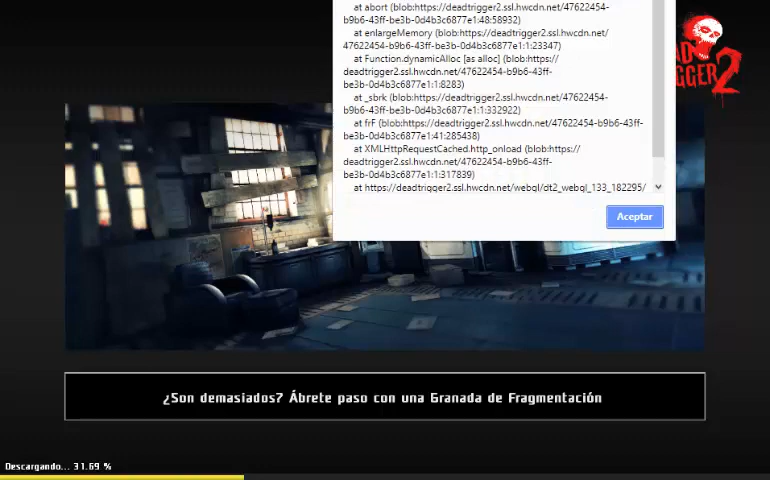 at abort (blob:https://deadtrigger2.ssl.hwcdn.net/47622454-
b9b6-43ff-be3b-0d4b3c6877e1:48:58932)
at enlargeMemory (blob:https://deadtrigger2.ssl.hwcdn.net/
47622454-b9b6-43ff-be3b-0d4b3c6877e1:1:23347)
at Function.dynamicAlloc [as alloc] (blob:https://
deadtrigger2.ssl.hwcdn.net/47622454-b9b6-43ff-
be3b-0d4b3c6877e1:1:8283)
at _sbrk (blob:https://deadtrigger2.ssl.hwcdn.net/47622454-
b9b6-43ff-be3b-0d4b3c6877e1:1:332922)
at frF (blob:https://deadtrigger2.ssl.hwcdn.net/47622454-b9b6-43ff-
be3b-0d4b3c6877e1:41:285438)
at XMLHttpRequestCached.http_onload (blob:https://
deadtrigger2.ssl.hwcdn.net/47622454-b9b6-43ff-
be3b-0d4b3c6877e1:1:317839)
at https://deadtrigger2.ssl.hwcdn.net/webgl/dt2_webgl_133_182295/
Aceptar
2
¿Son demasiados? Ábrete paso con una Granada de Fragmentación
Descargando... 31.69 %